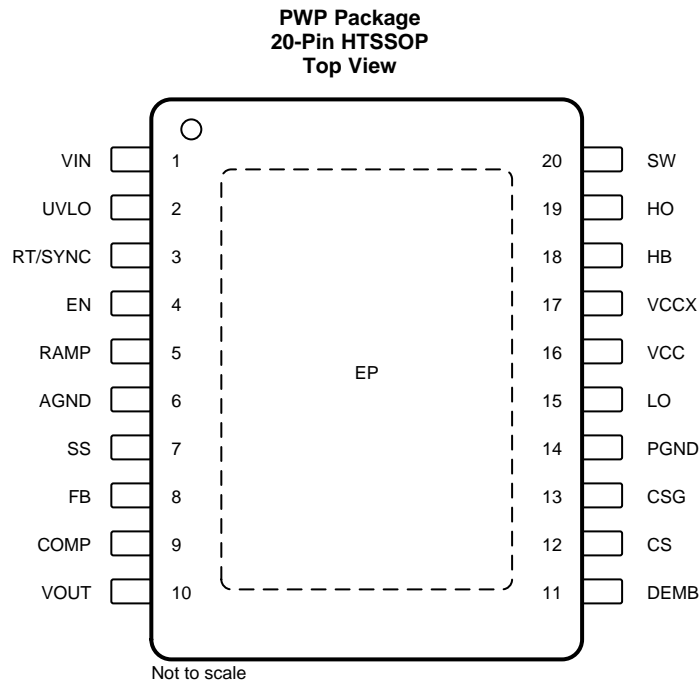 PWP Package
20-Pin HTSSOP
Top View
VIN 1 20 SW
UVLO 2 19 HO
RT/SYNC 3 18 HB
EN 4 17 VCCX
RAMP 5 16 VCC
EP
AGND 6 15 LO
SS 7 14 PGND
FB 8 13 CSG
COMP 9 12 CS
VOUT 10 11 DEMB
Not to scale